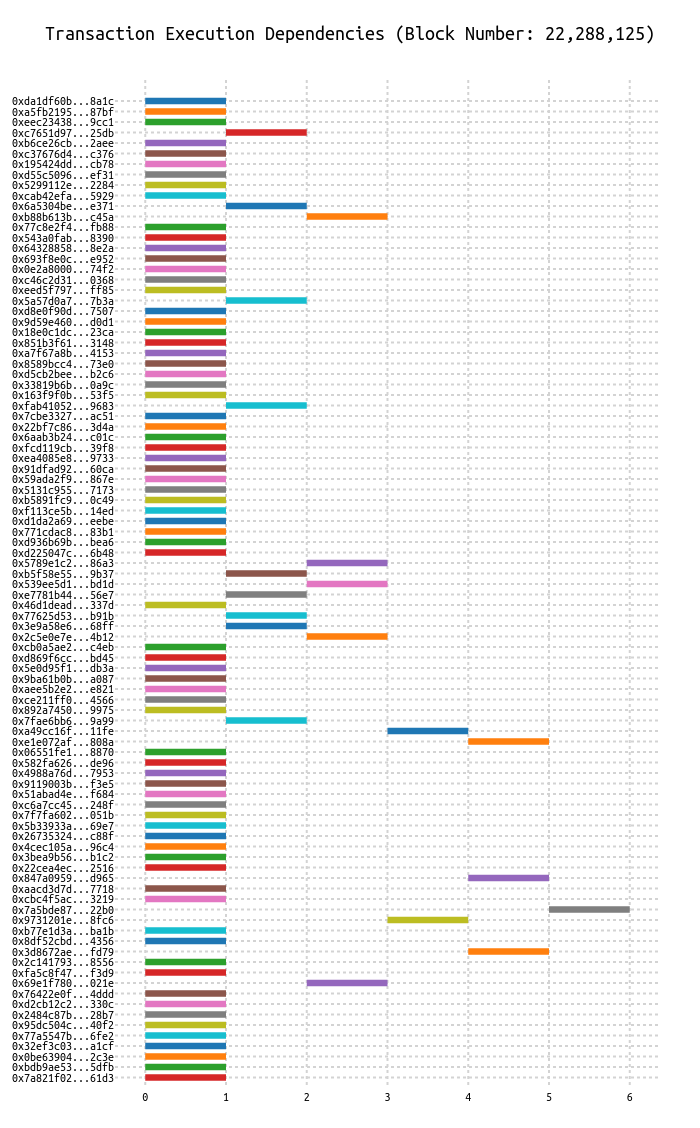 Transaction Execution Dependencies (Block Number: 22,288,125)
0xda1df60b...8a1c
0xa5fb2195...87bf
0xeec23438...9cc1
0xc7651d97...25db
0xb6ce26cb...2aee
0xc37676d4...c376
0x195424dd...cb78
0xd55c5096...ef31
0x5299112e...2284
0xcab42efa...5929
0x6a5304be...e371
0xb88b613b...c45a
0x77c8e2f4...fb88
0x543a0fab...8390
0x64328858...8e2a
0x693f8e0c...e952
0x0e2a8000...74f2
0xc46c2d31...0368
0xeed5f797...ff85
0x5a57d0a7...7b3a
0xd8e0f90d...7507
0x9d59e460...d0d1
0x18e0c1dc...23ca
0x851b3f61...3148
0xa7f67a8b...4153
0x8589bcc4...73e0
0xd5cb2bee...b2c6
0x33819b6b...0a9c
0x163f9f0b...53f5
0xfab41052...9683
0x7cbe3327...ac51
0x22bf7c86...3d4a
0x6aab3b24...c01c
0xfcd119cb...39f8
0xea4085e8...9733
0x91dfad92...60ca
0x59ada2f9...867e
0x5131c955...7173
0xb5891fc9...0c49
0xf113ce5b...14ed
0xd1da2a69...eebe
0x771cdac8...83b1
0xd936b69b...bea6
0xd225047c...6b48
0x5789e1c2...86a3
0xb5f58e55...9b37
0x539ee5d1...bd1d
0xe7781b44...56e7
0x46d1dead...337d
0x77625d53...b91b
0x3e9a58e6...68ff
0x2c5e0e7e...4b12
0xcb0a5ae2...c4eb
0xd869f6cc...bd45
0x5e0d95f1...db3a
0x9ba61b0b...a087
0xaee5b2e2...e821
0xce211ff0...4566
0x892a7450...9975
0x7fae6bb6...9a99
0xa49cc16f...11fe
0xe1e072af...808a
0x06551fe1...8870
0x582fa626...de96
0x4988a76d...7953
0x9119003b...f3e5
0x51abad4e...f684
0xc6a7cc45...248f
0x7f7fa602...051b
0x5b33933a...69e7
0x26735324...c88f
0x4cec105a...96c4
0x3bea9b56...b1c2
0x22cea4ec...2516
0x847a0959...d965
0xaacd3d7d...7718
0xcbc4f5ac...3219
0x7a5bde87...22b0
0x9731201e...8fc6
0xb77e1d3a...ba1b
0x8df52cbd...4356
0x3d8672ae...fd79
0x2c141793...8556
0xfa5c8f47...f3d9
0x69e1f780...021e
0x76422e0f...4ddd
0xd2cb12c2...330c
0x2484c87b...28b7
0x95dc504c...40f2
0x77a5547b...6fe2
0x32ef3c03...a1cf
0x0be63904...2c3e
0xbdb9ae53...5dfb
0x7a821f02...61d3
0 1 2 3 4 5 6